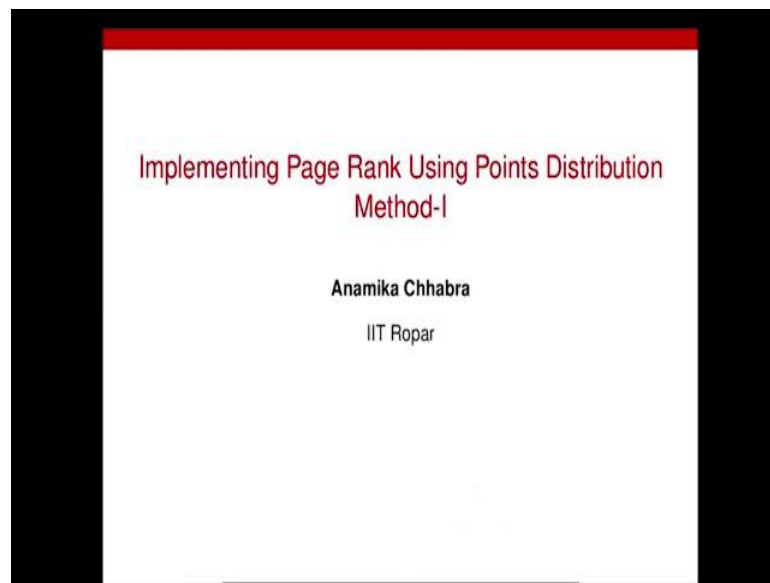 Implementing Page Rank Using Points Distribution
Method-I
Anamika Chhabra
IIT Ropar